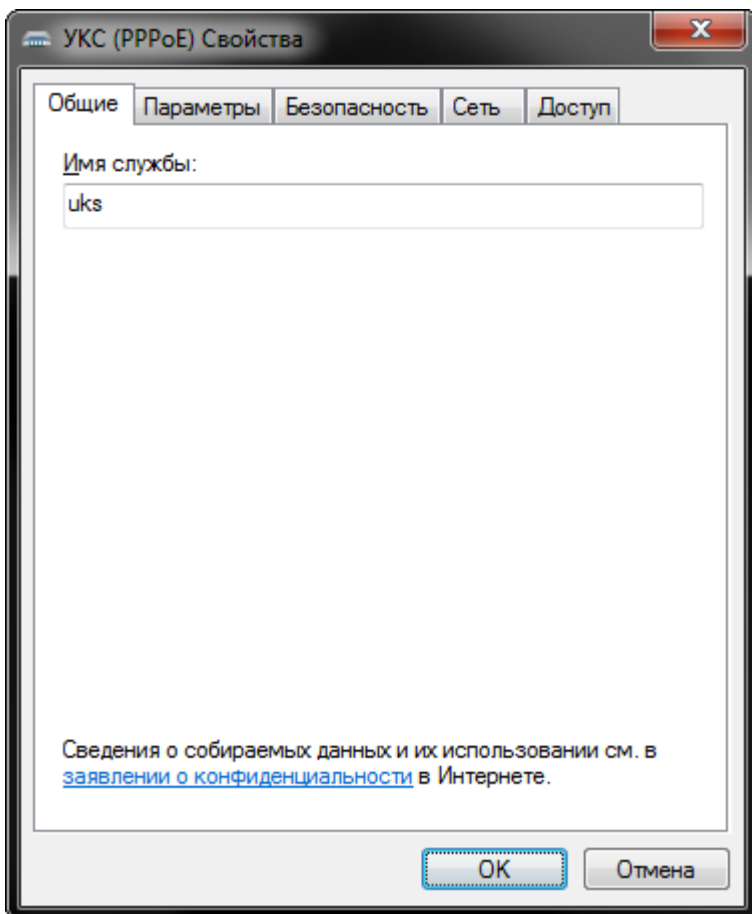 УКС (PPPoE) Свойства
Общие Параметры Безопасность Сеть Доступ
Имя службы:
uks
Сведения о собираемых данных и их использовании см. в
заявлении о конфиденциальности в Интернете.
OK Отмена